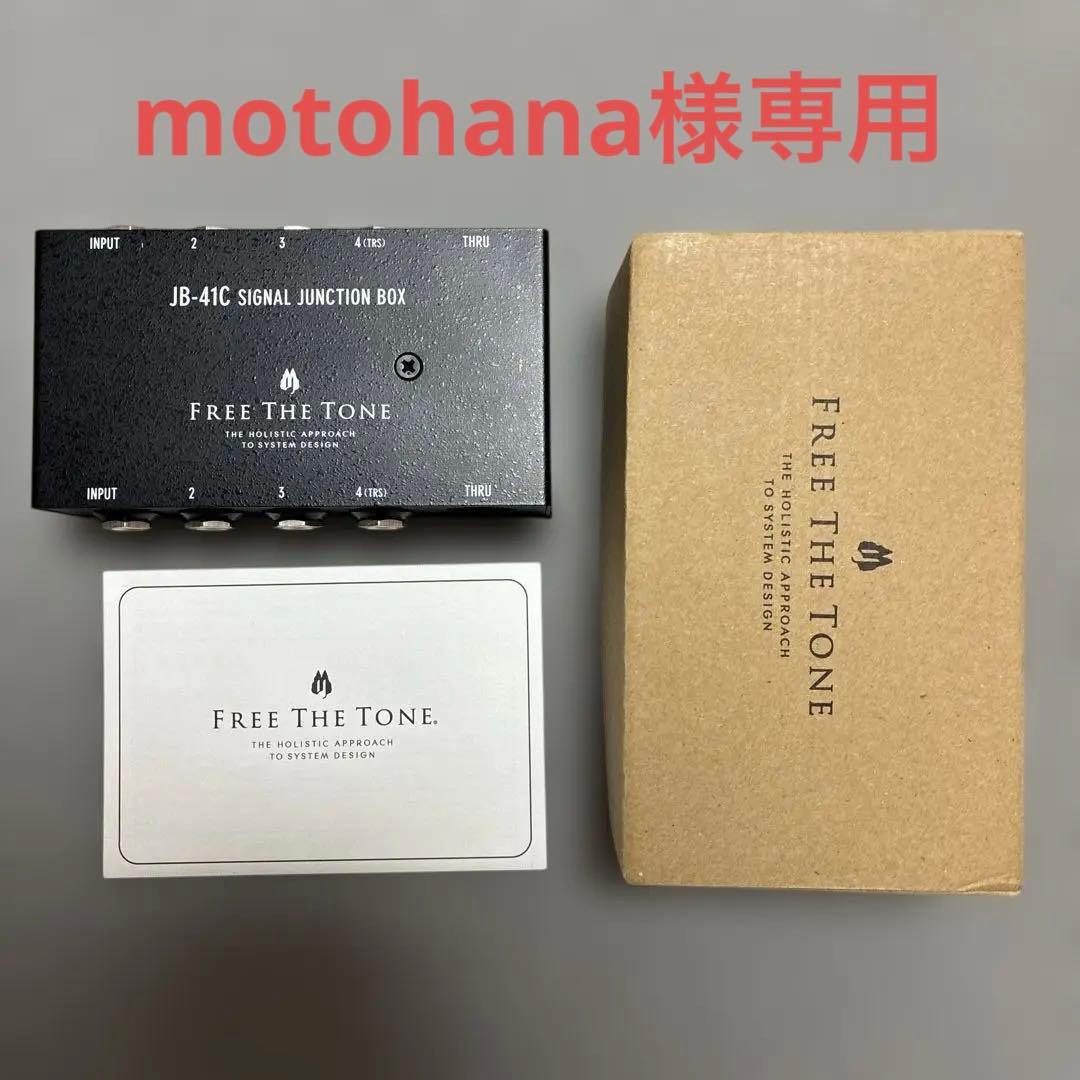 motohana様専用
INPUT 2 3 4 (TRS) THRU
JB-41C SIGNAL JUNCTION BOX
FREE THE TONE
THE HOLISTIC APPROACH
TO SYSTEM DESIGN
INPUT 2 3 4 (TRS) THRU
FREE THE TONE®
THE HOLISTIC APPROACH
TO SYSTEM DESIGN
FREE THE TONE
THE HOLISTIC APPROACH
TO SYSTEM DESIGN